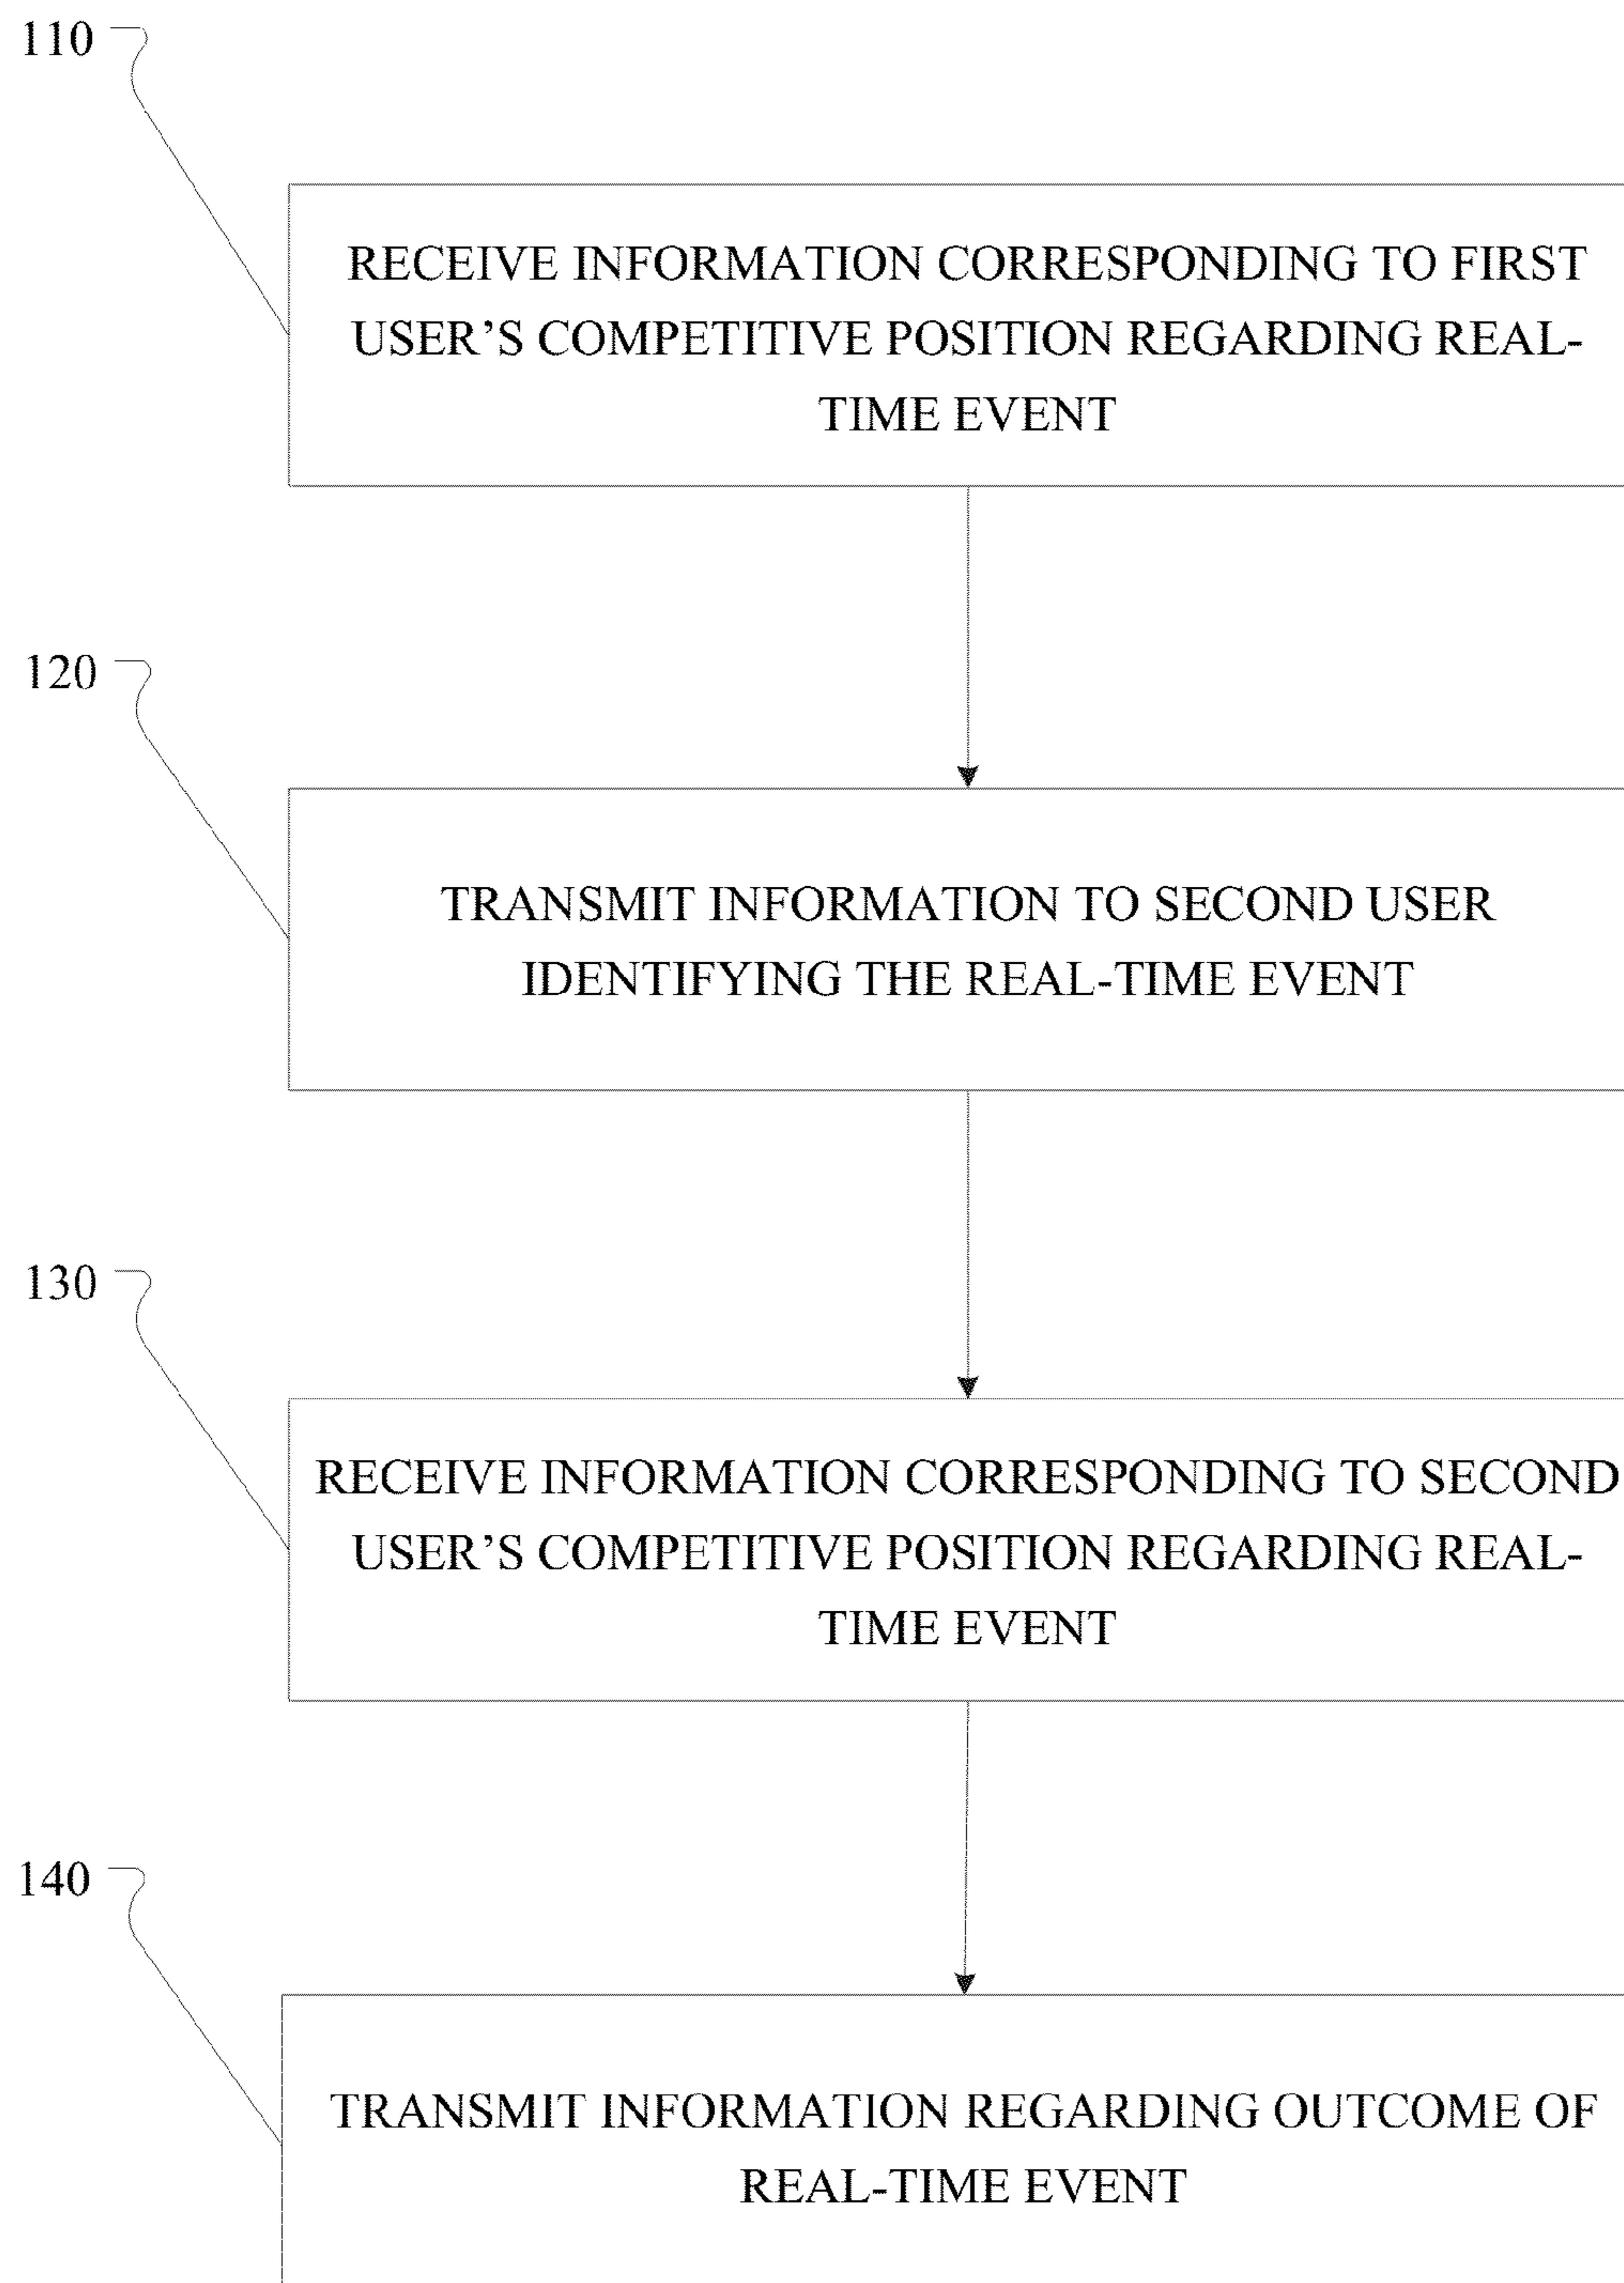 110
RECEIVE INFORMATION CORRESPONDING TO FIRST
USER’S COMPETITIVE POSITION REGARDING REAL-
TIME EVENT
120
TRANSMIT INFORMATION TO SECOND USER
IDENTIFYING THE REAL-TIME EVENT
130
RECEIVE INFORMATION CORRESPONDING TO SECOND
USER’S COMPETITIVE POSITION REGARDING REAL-
TIME EVENT
140
TRANSMIT INFORMATION REGARDING OUTCOME OF
REAL-TIME EVENT